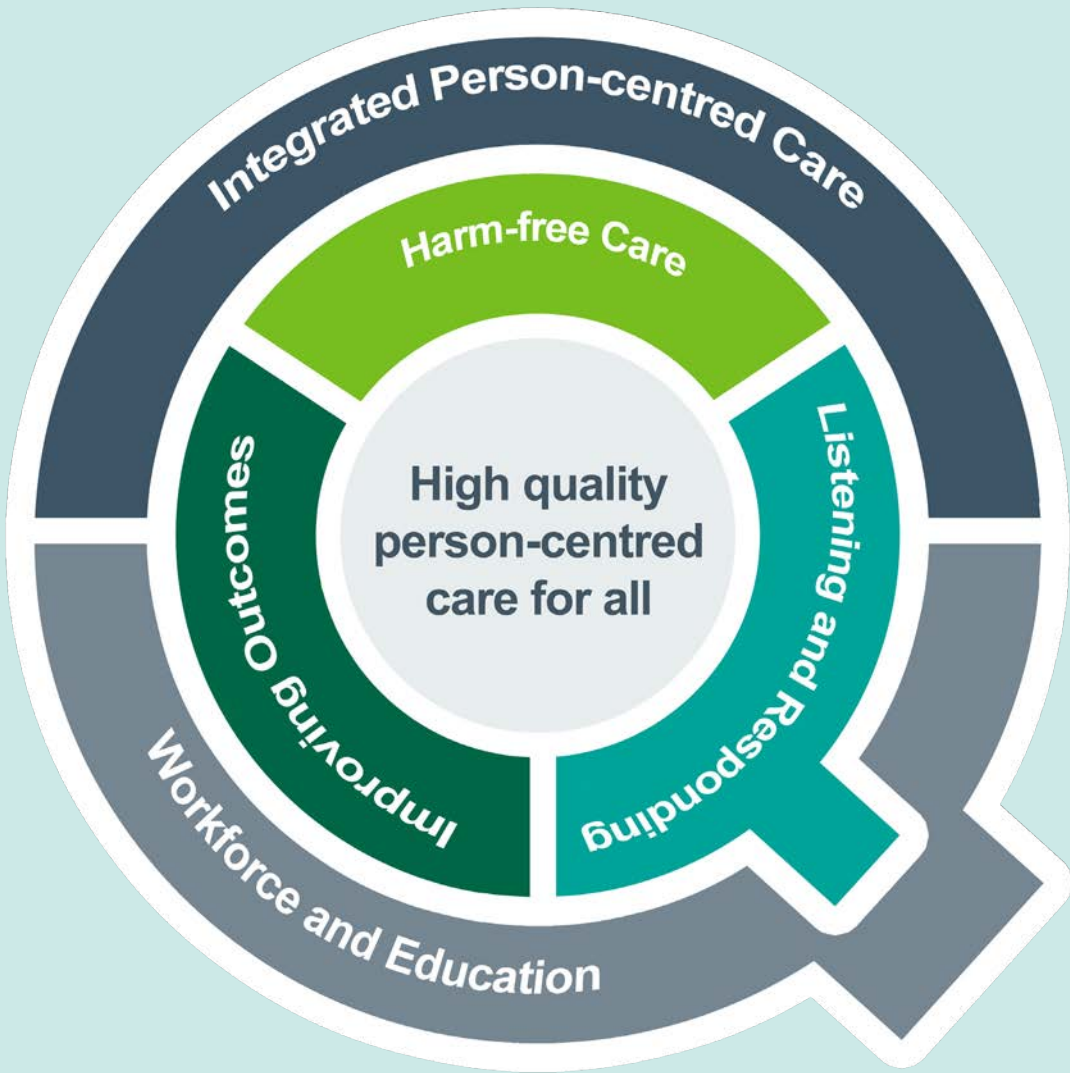 Integrated Person-centred Care
Harm-free Care
Listening and Responding
Improving Outcomes
High quality
person-centred
care for all
Workforce and Education